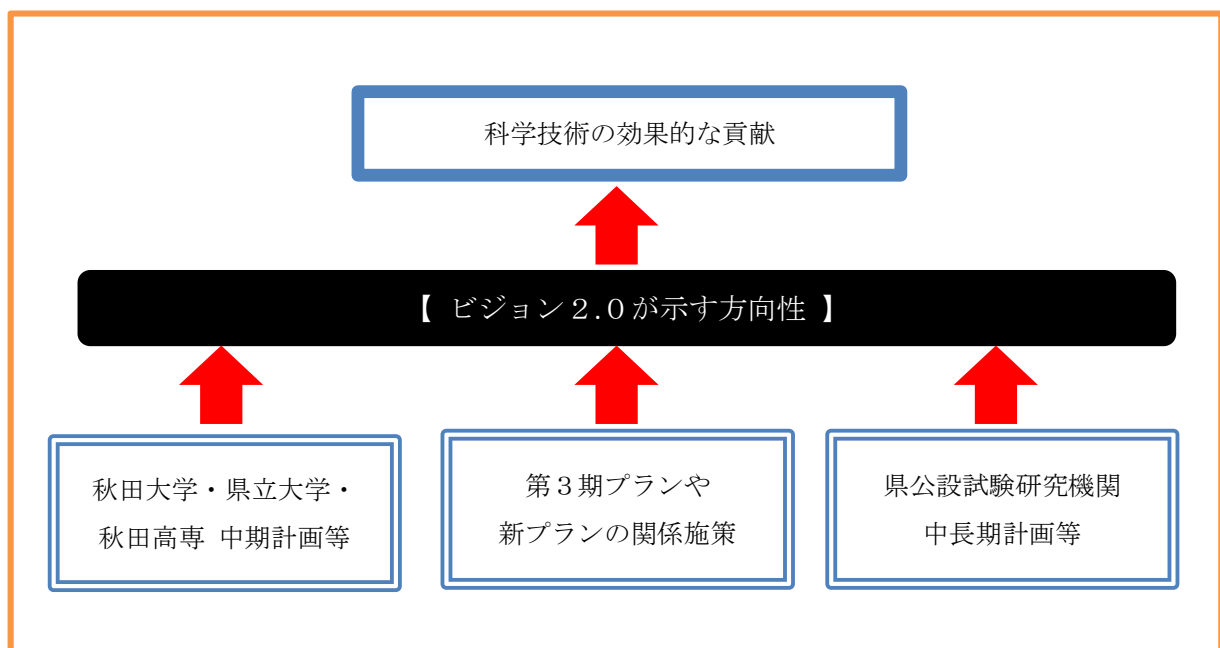 科学技術の効果的な貢献
【 ビジョン２.０が示す方向性 】
秋田大学・県立大学・
秋田高専 中期計画等
第３期プランや
新プランの関係施策
県公設試験研究機関
中長期計画等